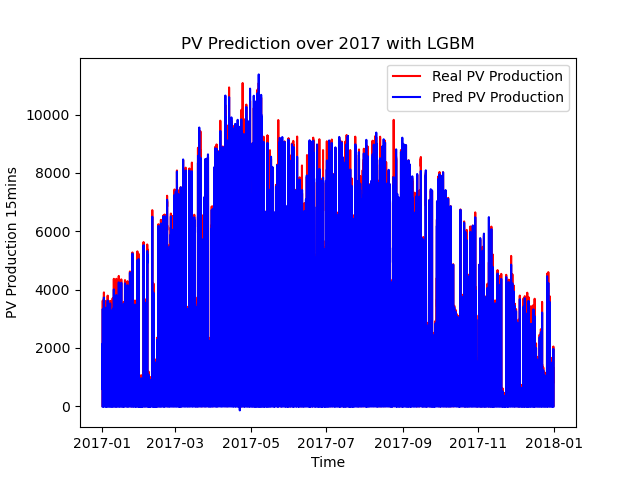 PV Prediction over 2017 with LGBM
Real PV Production
Pred PV Production
PV Production 15mins
10000
8000
6000
4000
2000
0
2017-01 2017-03 2017-05 2017-07 2017-09 2017-11 2018-01
Time